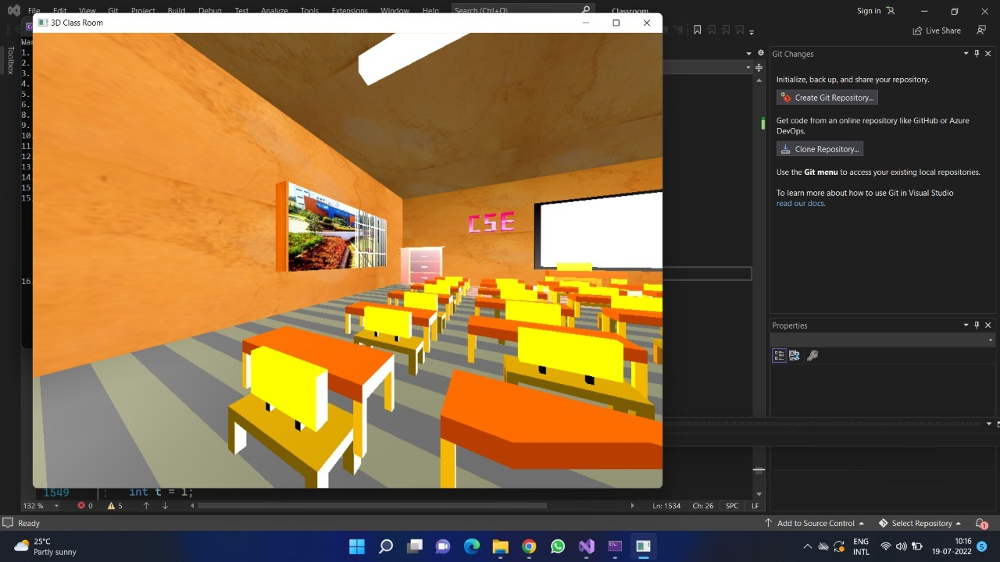 File Edit View Git Project Build Debug Test Analyze Tools Extensions Window Help Search (Ctrl+Q) Classroom Sign in
3D Class Room
Live Share
Toolbox
1.
2.
3.
4.
5.
6.
8.
9.
10
11
12
13
14
15
15
16
CSE
Git Changes
Initialize, back up, and share your repository.
Create Git Repository...
Get code from an online repository like GitHub or Azure
DevOps.
Clone Repository...
Use the Git menu to access your existing local repositories.
To learn more about how to use Git in Visual Studio
read our docs.
Properties
1549 int t = 1;
132 % 0 5 Ln: 1534 Ch: 26 SPC LF
Ready Add to Source Control Select Repository 1
25°C
Partly sunny
ENG
INTL
10:16
19-07-2022
5